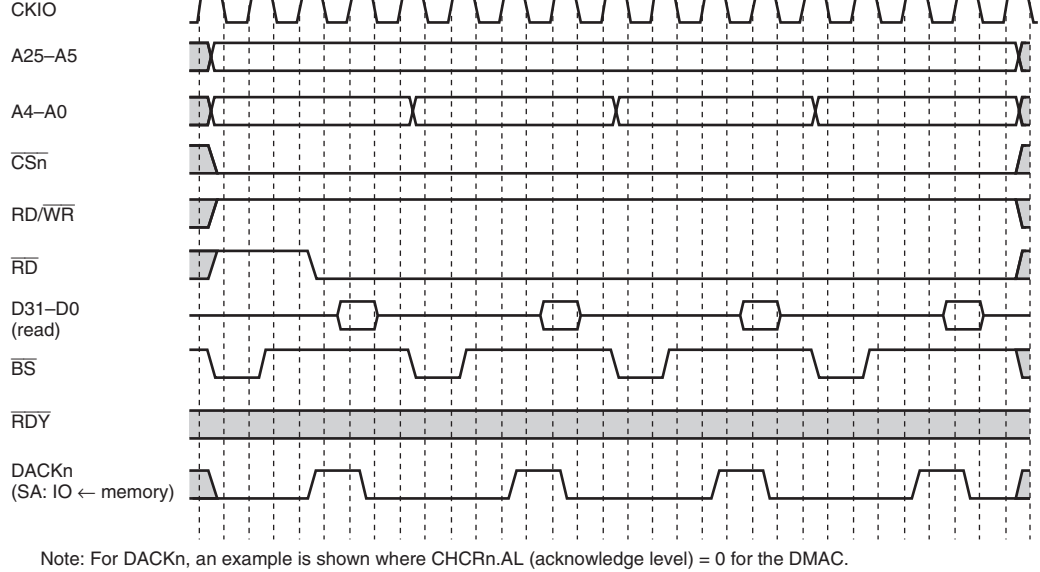 CKIO
A25–A5
A4–A0
CSn
RD/WR
RD
D31–D0
(read)
BS
RDY
DACKn
(SA: IO ← memory)
Note: For DACKn, an example is shown where CHCRn.AL (acknowledge level) = 0 for the DMAC.